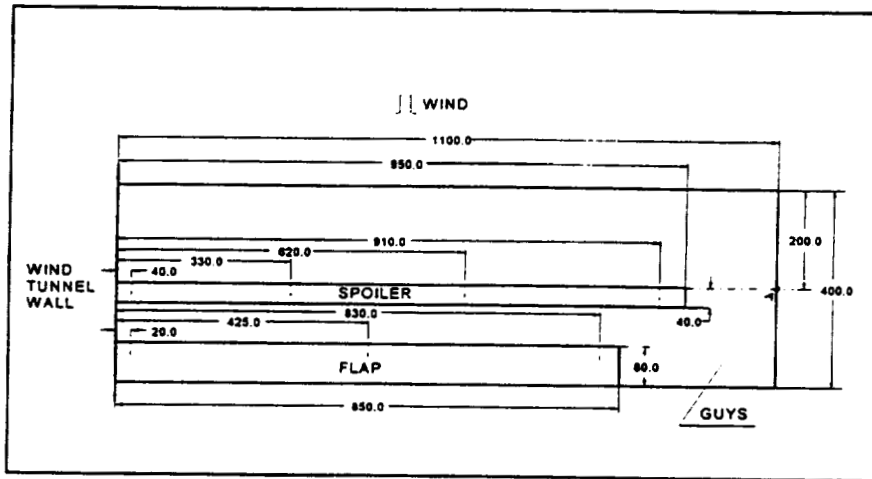 WIND
1100.0
950.0
910.0
620.0
330.0
40.0
200.0
WIND
TUNNEL
WALL
SPOILER
400.0
830.0
40.0
425.0
20.0
FLAP
80.0
850.0
GUYS